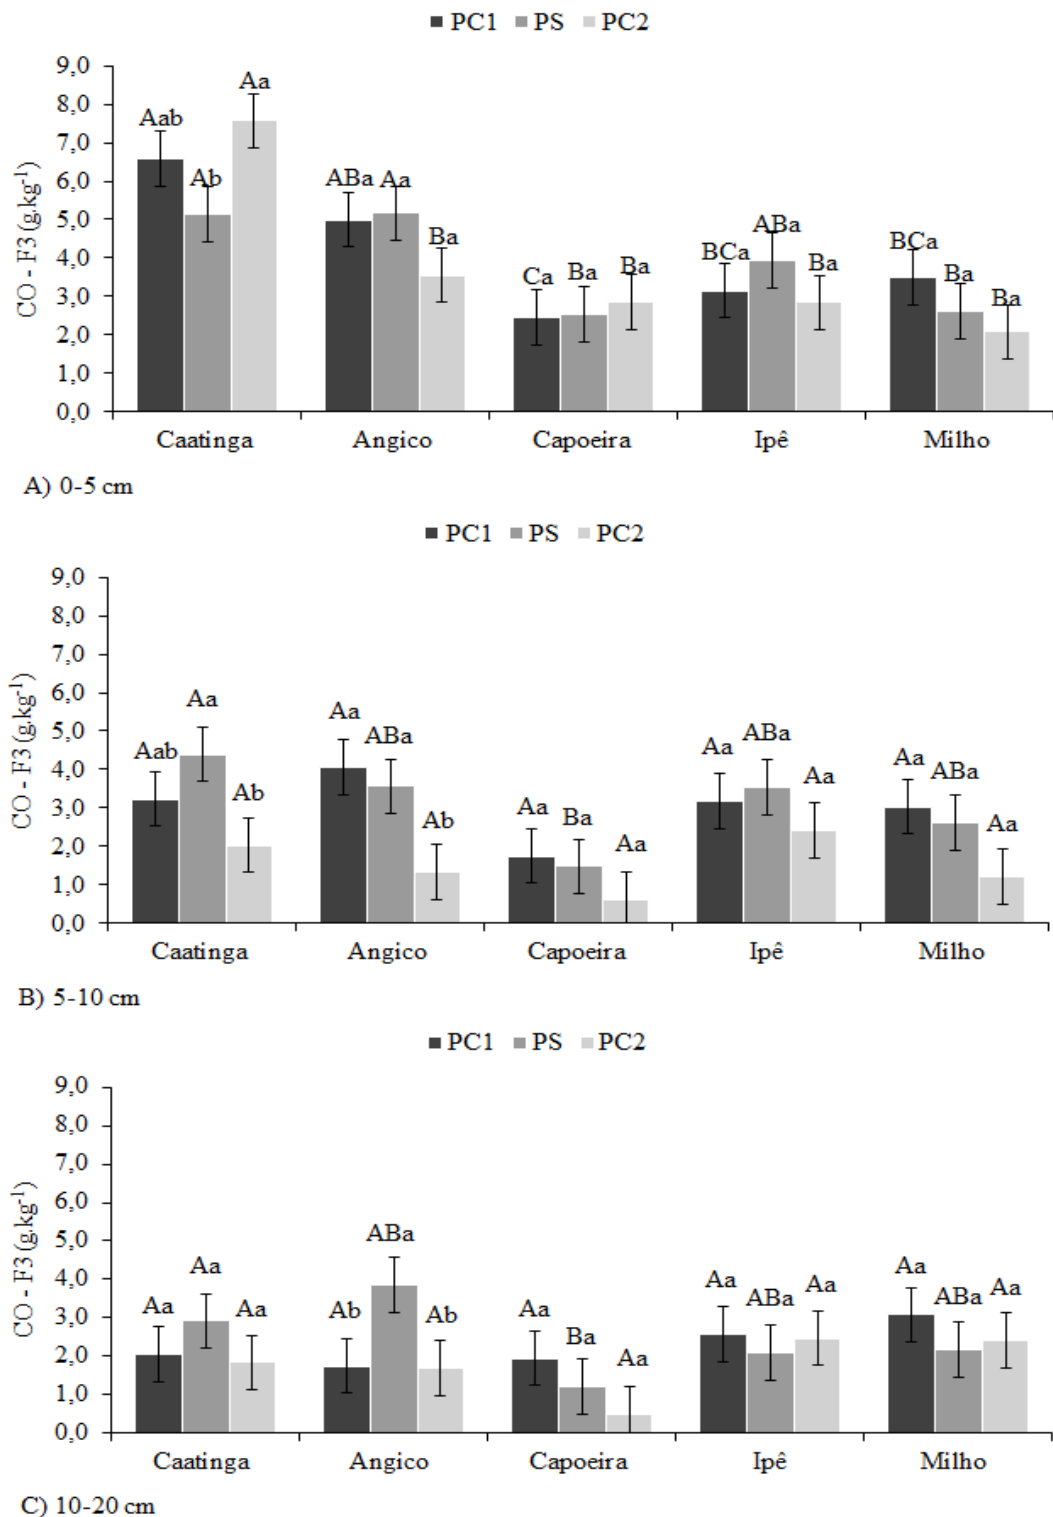 PC1 PS PC2
CO - F3 (g.kg-1)
9,0
8,0
7,0
6,0
5,0
4,0
3,0
2,0
1,0
0,0
Aab Ab Aa
ABa Aa Ba
Ca Ba Ba
BCa ABa Ba
BCa Ba Ba
Caatinga Angico Capoeira Ipê Milho
A) 0-5 cm
PC1 PS PC2
CO - F3 (g.kg-1)
9,0
8,0
7,0
6,0
5,0
4,0
3,0
2,0
1,0
0,0
Aab Aa Ab
Aa ABa Ab
Aa Ba Aa
Aa ABa Aa
Aa ABa Aa
Caatinga Angico Capoeira Ipê Milho
B) 5-10 cm
PC1 PS PC2
CO - F3 (g.kg-1)
9,0
8,0
7,0
6,0
5,0
4,0
3,0
2,0
1,0
0,0
Aa Aa Aa
Ab ABa Ab
Aa Ba Aa
Aa ABa Aa
Aa ABa Aa
Caatinga Angico Capoeira Ipê Milho
C) 10-20 cm